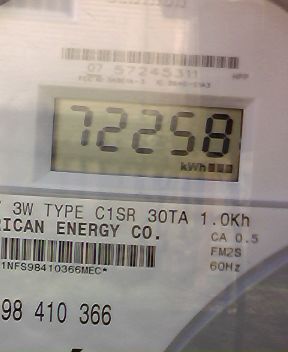 07 57245311
72258
kWh
3W TYPE C1SR 30TA 1.0Kh
RICAN ENERGY CO.
CA 0.5
FM2S
1NFS98410366MEC*
60Hz
98 410 366